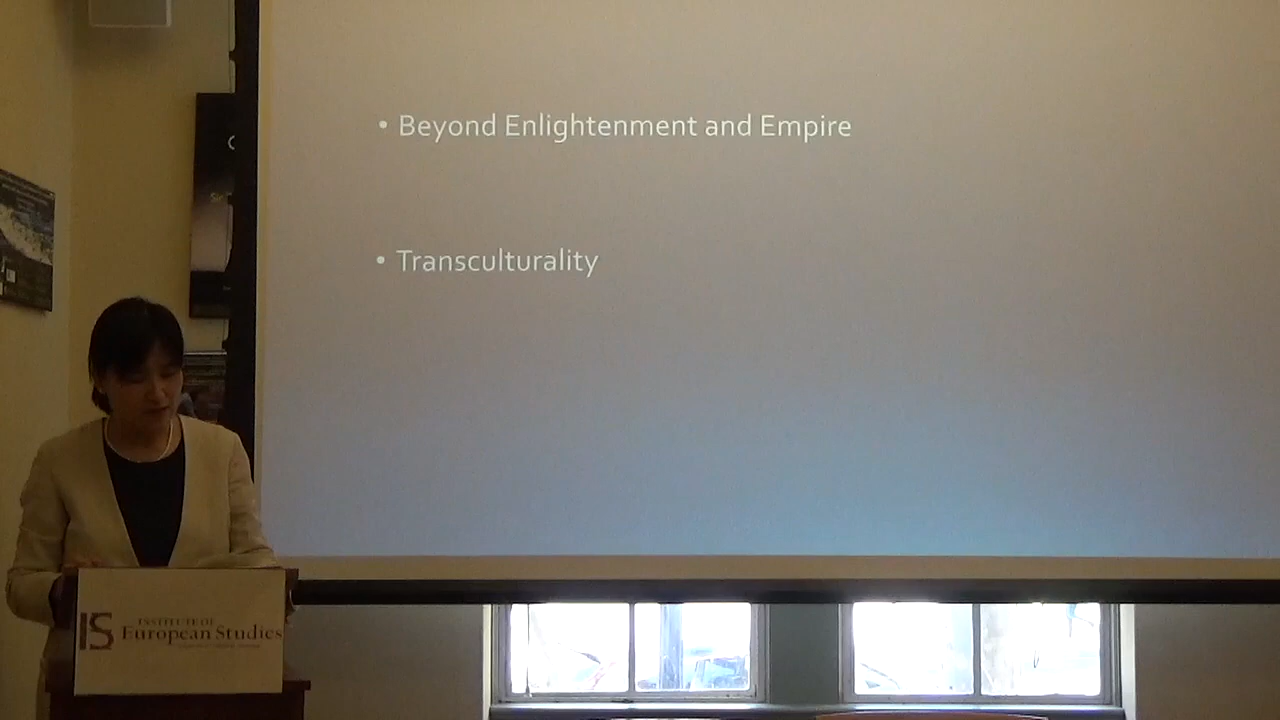 • Beyond Enlightenment and Empire
• Transculturality
IS
INSTITUTE OF
European Studies